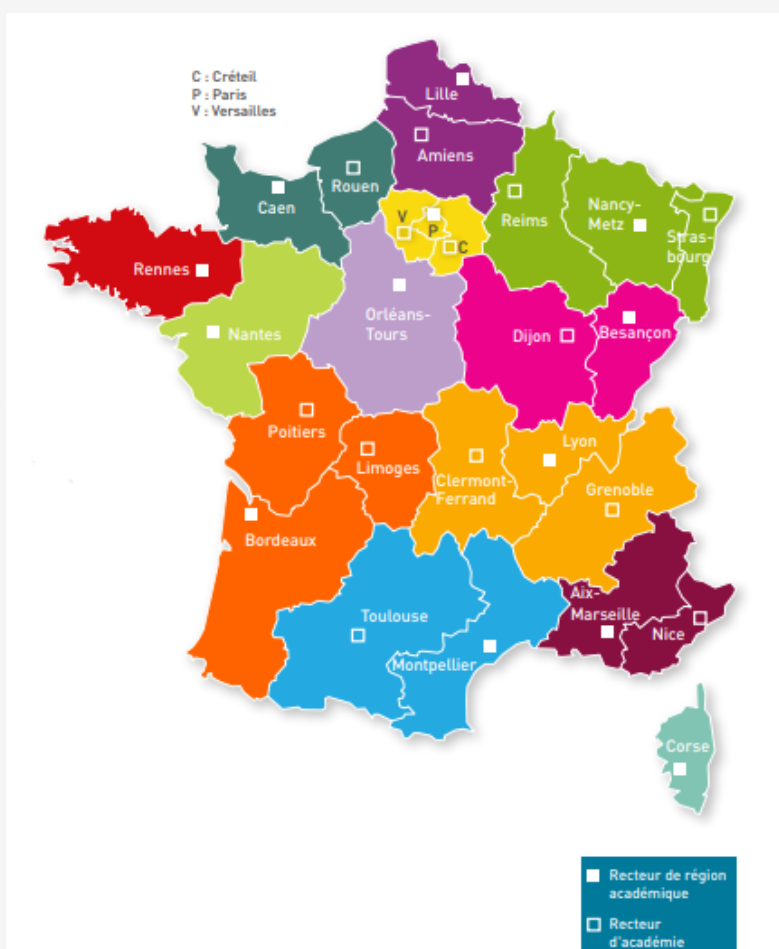 C : Créteil
P : Paris
V : Versailles
Lille
Amiens
Rouen
Caen
Reims
Nancy-
Metz
Stras-
bourg
V
P
C
Rennes
Nantes
Orléans-
Tours
Dijon
Besançon
Poitiers
Limoges
Clermont-
Ferrand
Lyon
Grenoble
Bordeaux
Toulouse
Montpellier
Aix-
Marseille
Nice
Corse
Recteur de région
académique
Recteur
d'académie